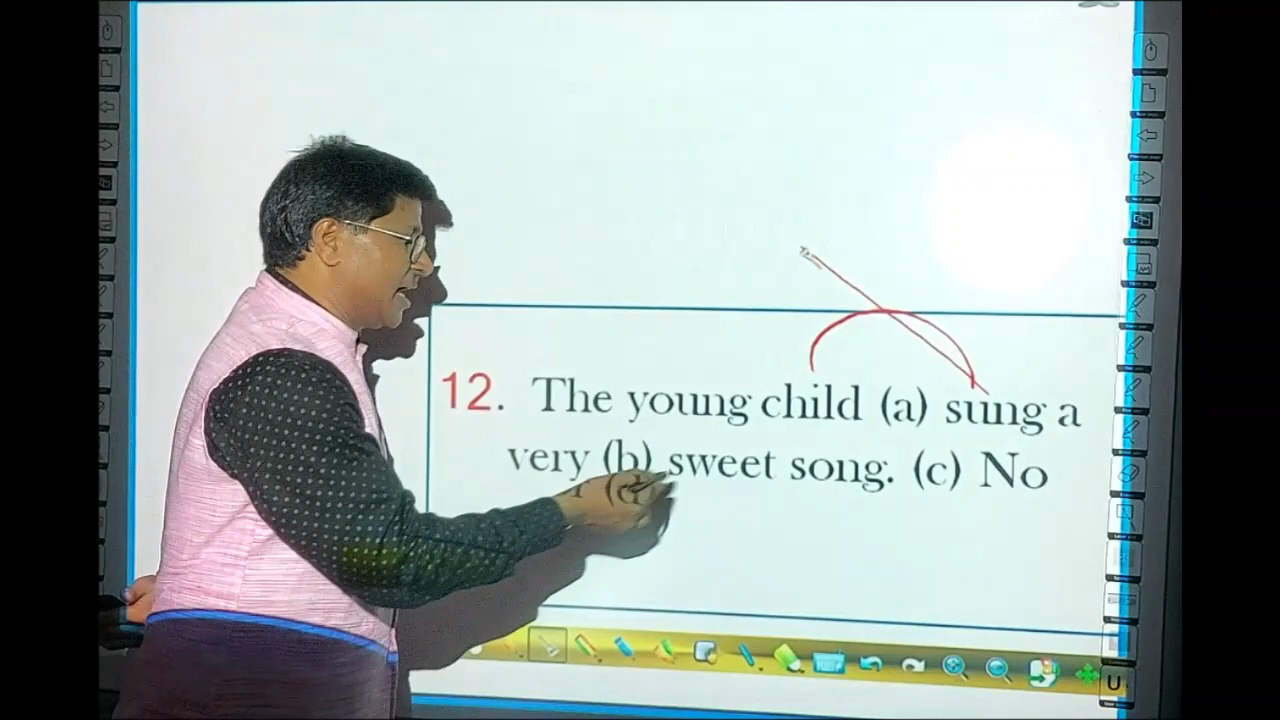 12. The young child (a) sung a
very (b) sweet song. (c) No
(d)
U